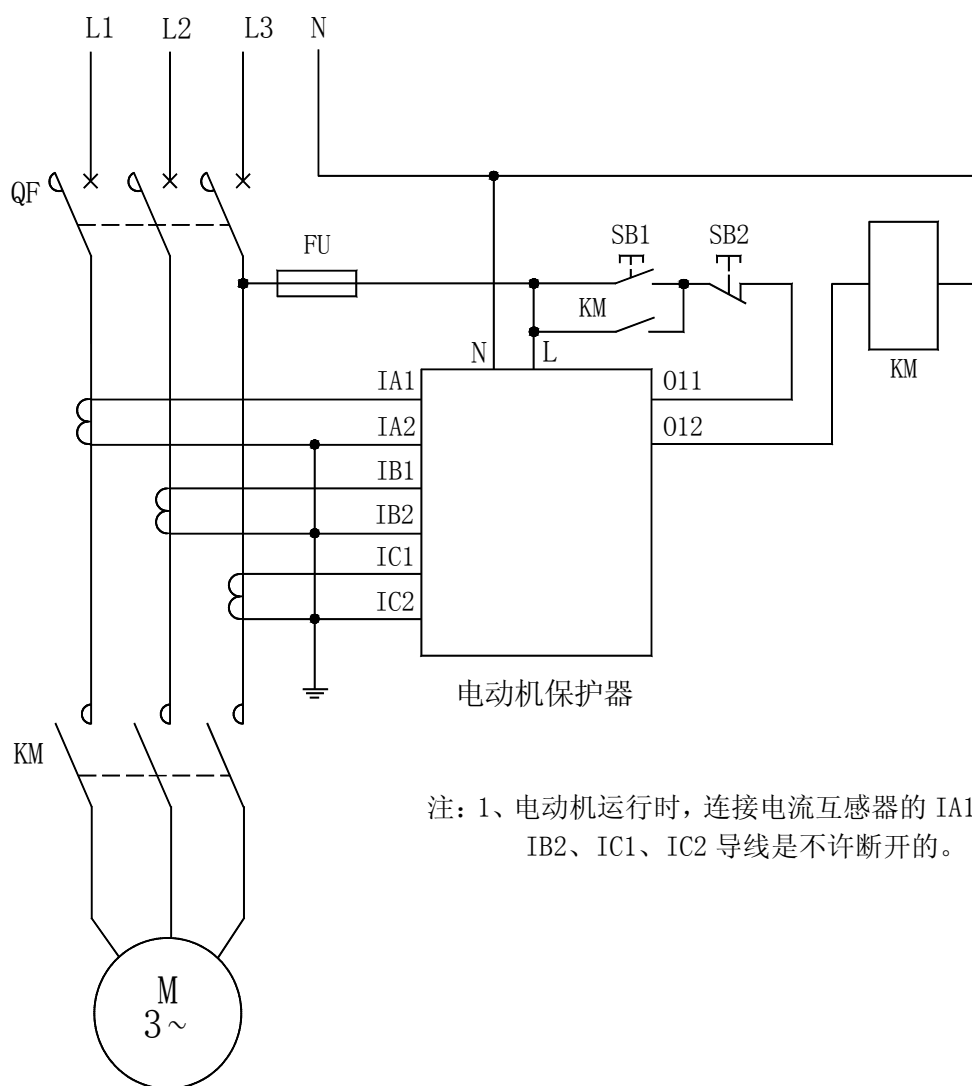 L1 L2 L3 N
QF
FU
SB1 SB2
KM
KM
N L
IA1
IA2
IB1
IB2
IC1
IC2
O11
O12
电动机保护器
KM
注: 1、电动机运行时, 连接电流互感器的 IA1
IB2、IC1、IC2 导线是不许断开的。
M
3~